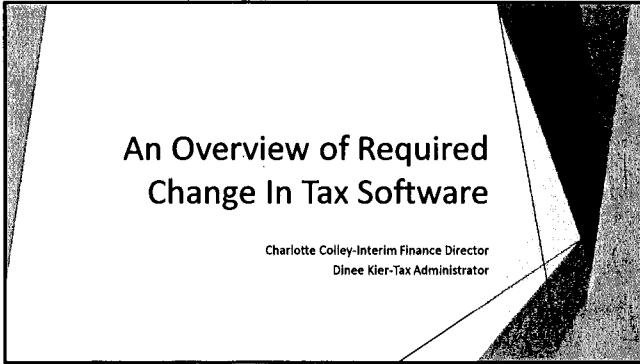 An Overview of Required
Change In Tax Software
Charlotte Colley-Interim Finance Director
Dinee Kier-Tax Administrator